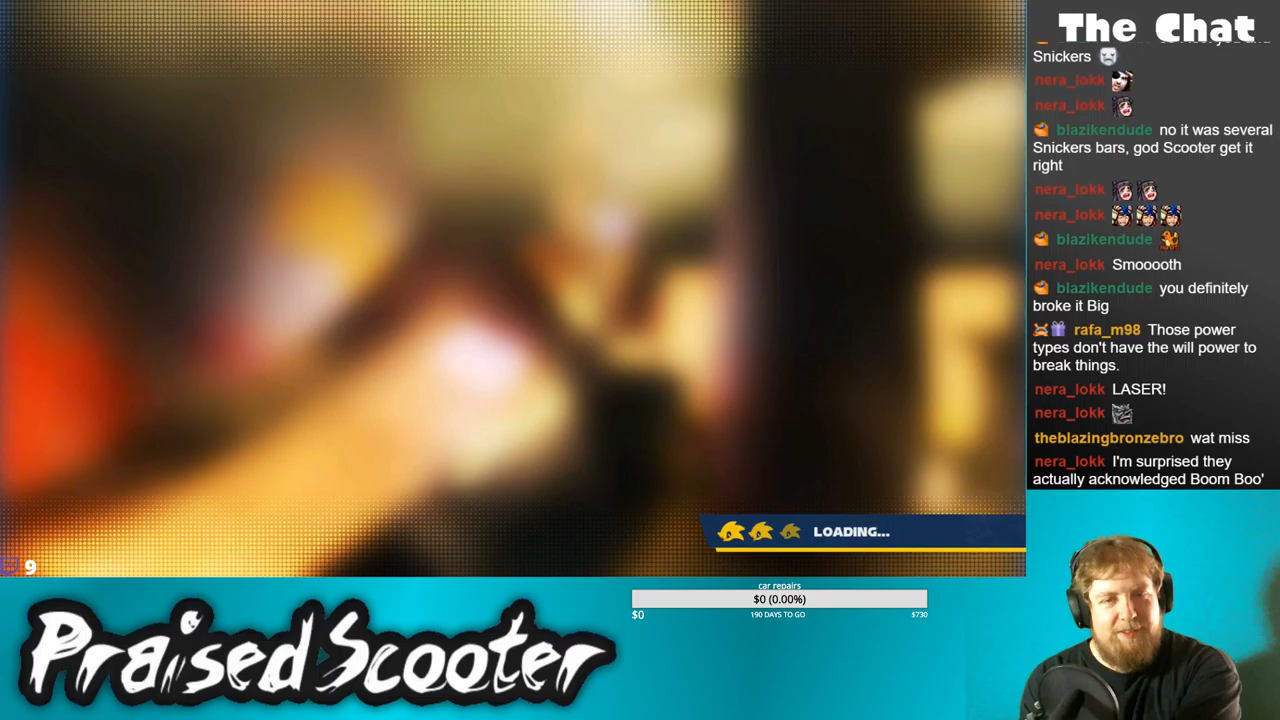 The Chat
Snickers
nera_lokk
nera_lokk
blazikendude no it was several
Snickers bars, god Scooter get it
right
nera_lokk
nera_lokk
blazikendude
nera_lokk Smooooth
blazikendude you definitely
broke it Big
rafa_m98 Those power
types don't have the will power to
break things.
nera_lokk LASER!
nera_lokk
theblazingbronzebro wat miss
nera_lokk I'm surprised they
actually acknowledged Boom Boo'
LOADING...
9
car repairs
$0 (0.00%)
$0 190 DAYS TO GO $730
PraisedScooter